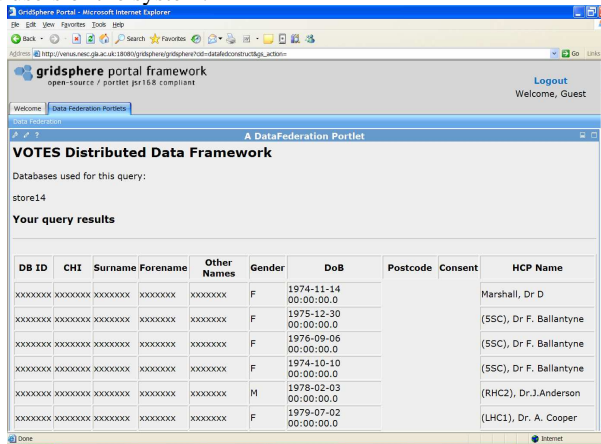 GridSphere Portal - Microsoft Internet Explorer
File Edit View Favorites Tools Help
Back Search Favorites
Address http://venus.nesc.gla.ac.uk:18080/gridsphere/gridsphere?cid=datafedconstruct&gs_action= Go Links
gridsphere portal framework
open-source / portlet jsr168 compliant
Logout
Welcome, Guest
Welcome Data Federation Portlets
Data Federation
? A DataFederation Portlet
VOTES Distributed Data Framework
Databases used for this query:
store14
Your query results
DB ID CHI Surname Forename Other Names Gender DoB Postcode Consent HCP Name
xxxxxxx xxxxxxx xxxxxxx xxxxxxx xxxxxxx F 1974-11-14 00:00:00.0 Marshall, Dr D
xxxxxxx xxxxxxx xxxxxxx xxxxxxx xxxxxxx F 1975-12-30 00:00:00.0 (5SC), Dr F. Ballantyne
xxxxxxx xxxxxxx xxxxxxx xxxxxxx xxxxxxx F 1976-09-06 00:00:00.0 (5SC), Dr F. Ballantyne
xxxxxxx xxxxxxx xxxxxxx xxxxxxx xxxxxxx F 1974-10-10 00:00:00.0 (5SC), Dr F. Ballantyne
xxxxxxx xxxxxxx xxxxxxx xxxxxxx xxxxxxx M 1978-02-03 00:00:00.0 (RHC2), Dr.J.Anderson
xxxxxxx xxxxxxx xxxxxxx xxxxxxx xxxxxxx F 1979-07-02 00:00:00.0 (LHC1), Dr. A. Cooper
Done Internet